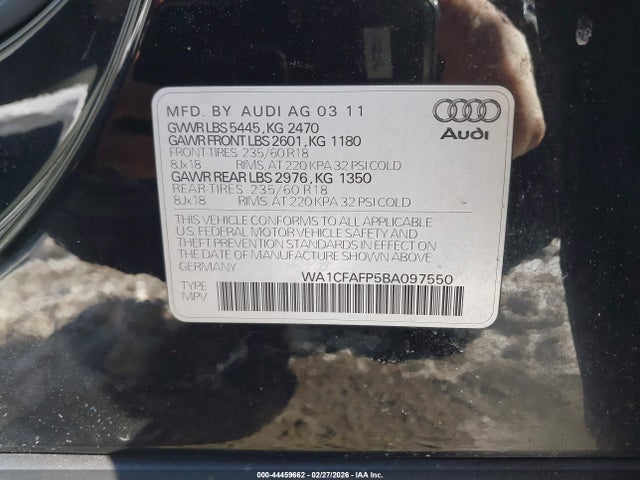 MFD. BY AUDI AG 03 11
GVWR LBS 5445, KG 2470
GAWR FRONT LBS 2601, KG 1180
FRONT-TIRES 235/60 R18
8Jx18 RIMS, AT 220 KPA 32 PSI COLD
GAWR REAR LBS 2976, KG 1350
REAR-TIRES 235/60 R18
8Jx18 RIMS, AT 220 KPA 32 PSI COLD
Audi
THIS VEHICLE CONFORMS TO ALL APPLICABLE
U.S. FEDERAL MOTOR VEHICLE SAFETY AND
THEFT PREVENTION STANDARDS IN EFFECT ON
THE DATE OF MANUFACTURE SHOWN ABOVE
GERMANY
WA1CFAFP5BA097550
TYPE
MPV
000-44459662 - 02/27/2026 - IAA, Inc.